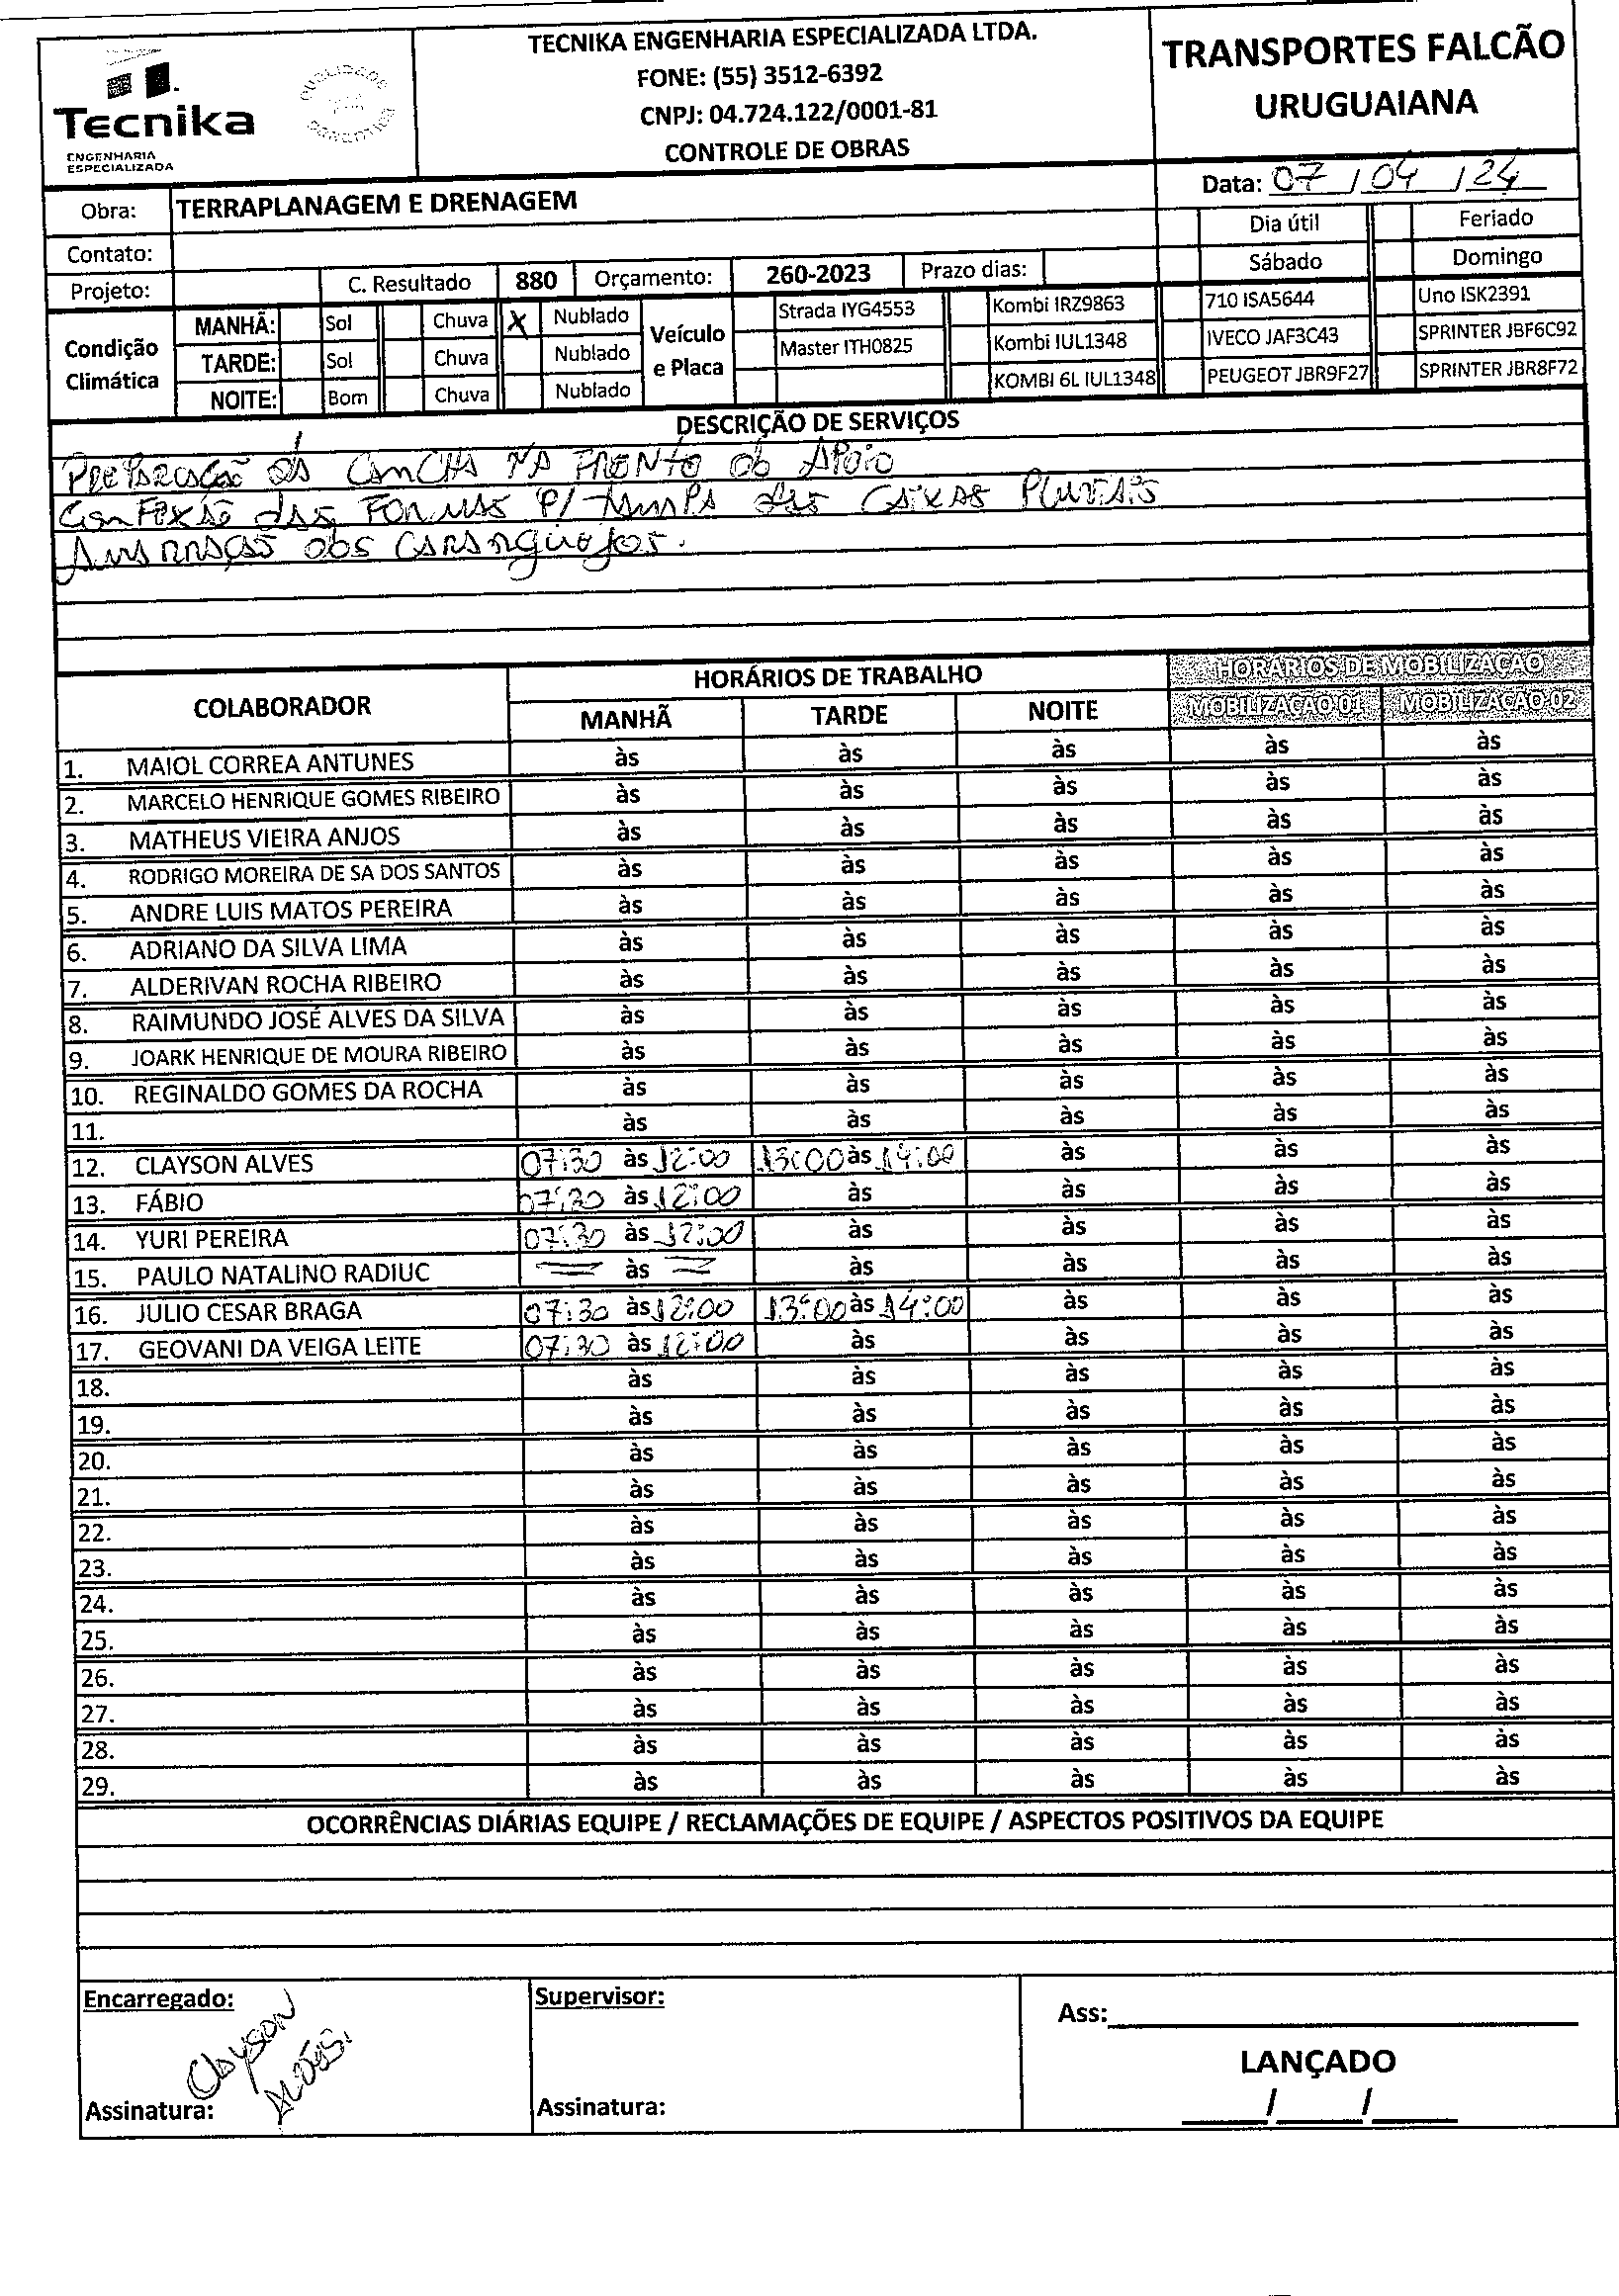 Tecnika
ENGENHARIA
ESPECIALIZADA
QUALIDADE
TECNIKA ENGENHARIA ESPECIALIZADA LTDA.
FONE: (55) 3512-6392
CNPJ: 04.724.122/0001-81
CONTROLE DE OBRAS
TRANSPORTES FALCÃO
URUGUAIANA
Data: 07 / 04 / 24
Obra: TERRAPLANAGEM E DRENAGEM
Dia útil Feriado
Contato:
Sábado Domingo
Projeto: C. Resultado 880 Orçamento: 260-2023 Prazo dias:
Condição Climática
MANHÃ: Sol Chuva X Nublado
TARDE: Sol Chuva Nublado
NOITE: Bom Chuva Nublado
Veículo e Placa
Strada IYG4553 Kombi IRZ9863 710 ISA5644 Uno ISK2391
Master ITH0825 Kombi IUL1348 IVECO JAF3C43 SPRINTER JBF6C92
KOMBI 6L IUL1348 PEUGEOT JBR9F27 SPRINTER JBR8F72
DESCRIÇÃO DE SERVIÇOS
PREPARAÇÃO DA CANCHA NA FRENTE do APOIO
ConFEXÃO das FORMAS P/ TAMPA das CAIXAS PLUVIAIS
AMARRAÇÃO dos CARANguejos.
COLABORADOR HORÁRIOS DE TRABALHO HORÁRIOS DE MOBILIZAÇÃO
MANHÃ TARDE NOITE MOBILIZAÇÃO 01 MOBILIZAÇÃO 02
1. MAIOL CORREA ANTUNES às às às às às
2. MARCELO HENRIQUE GOMES RIBEIRO às às às às às
3. MATHEUS VIEIRA ANJOS às às às às às
4. RODRIGO MOREIRA DE SA DOS SANTOS às às às às às
5. ANDRE LUIS MATOS PEREIRA às às às às às
6. ADRIANO DA SILVA LIMA às às às às às
7. ALDERIVAN ROCHA RIBEIRO às às às às às
8. RAIMUNDO JOSÉ ALVES DA SILVA às às às às às
9. JOARK HENRIQUE DE MOURA RIBEIRO às às às às às
10. REGINALDO GOMES DA ROCHA às às às às às
11. às às às às às
12. CLAYSON ALVES 07:30 às 12:00 13:00 às 14:00 às às às
13. FÁBIO 07:30 às 12:00 às às às às
14. YURI PEREIRA 07:30 às 12:00 às às às às
15. PAULO NATALINO RADIUC às às às às às
16. JULIO CESAR BRAGA 07:30 às 12:00 13:00 às 14:00 às às às
17. GEOVANI DA VEIGA LEITE 07:30 às 12:00 às às às às
18. às às às às às
19. às às às às às
20. às às às às às
21. às às às às às
22. às às às às às
23. às às às às às
24. às às às às às
25. às às às às às
26. às às às às às
27. às às às às às
28. às às às às às
29. às às às às às
OCORRÊNCIAS DIÁRIAS EQUIPE / RECLAMAÇÕES DE EQUIPE / ASPECTOS POSITIVOS DA EQUIPE
Encarregado:
Clayson
Alves
Assinatura:
Supervisor:
Assinatura:
Ass:
LANÇADO
/ /